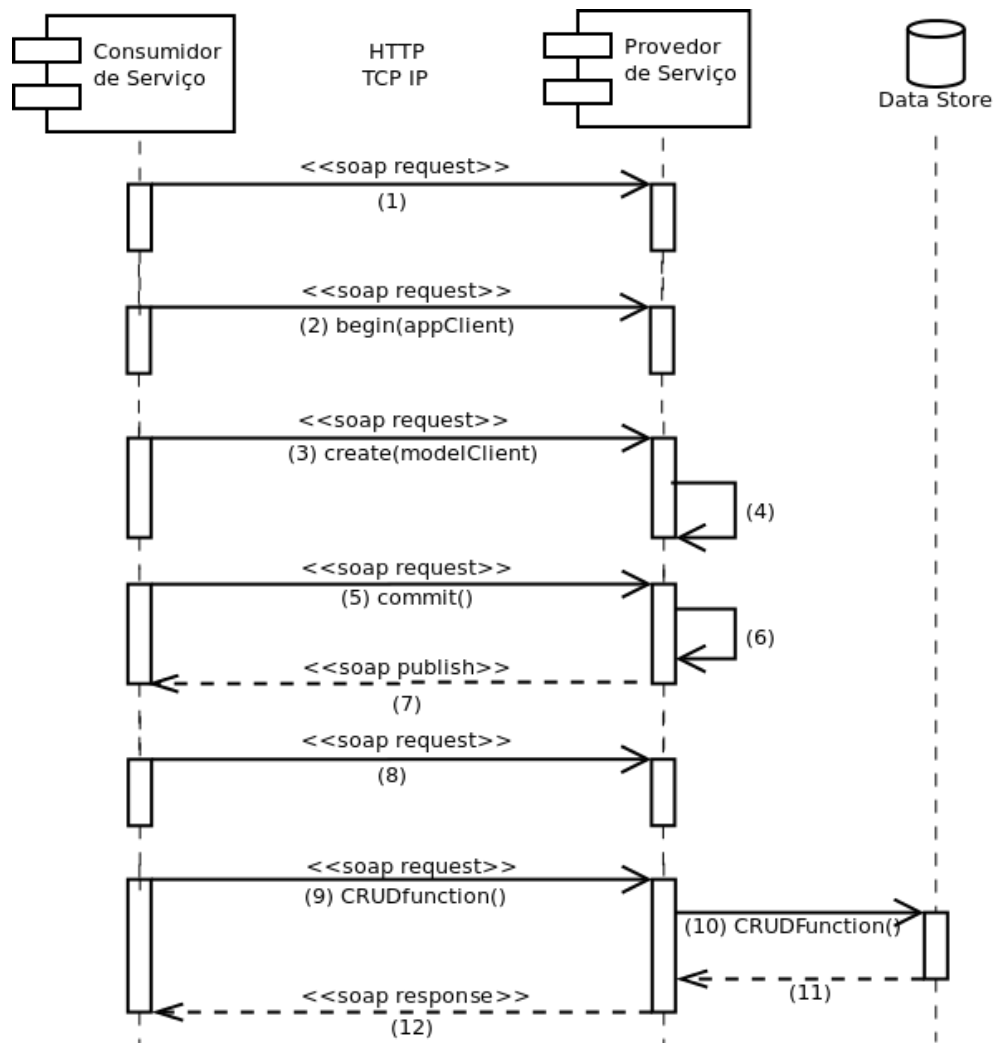 Consumidor
de Serviço
HTTP
TCP IP
Provedor
de Serviço
Data Store
<<soap request>>
(1)
<<soap request>>
(2) begin(appClient)
<<soap request>>
(3) create(modelClient)
(4)
<<soap request>>
(5) commit()
(6)
<<soap publish>>
(7)
<<soap request>>
(8)
<<soap request>>
(9) CRUDfunction()
(10) CRUDFunction()
(11)
<<soap response>>
(12)